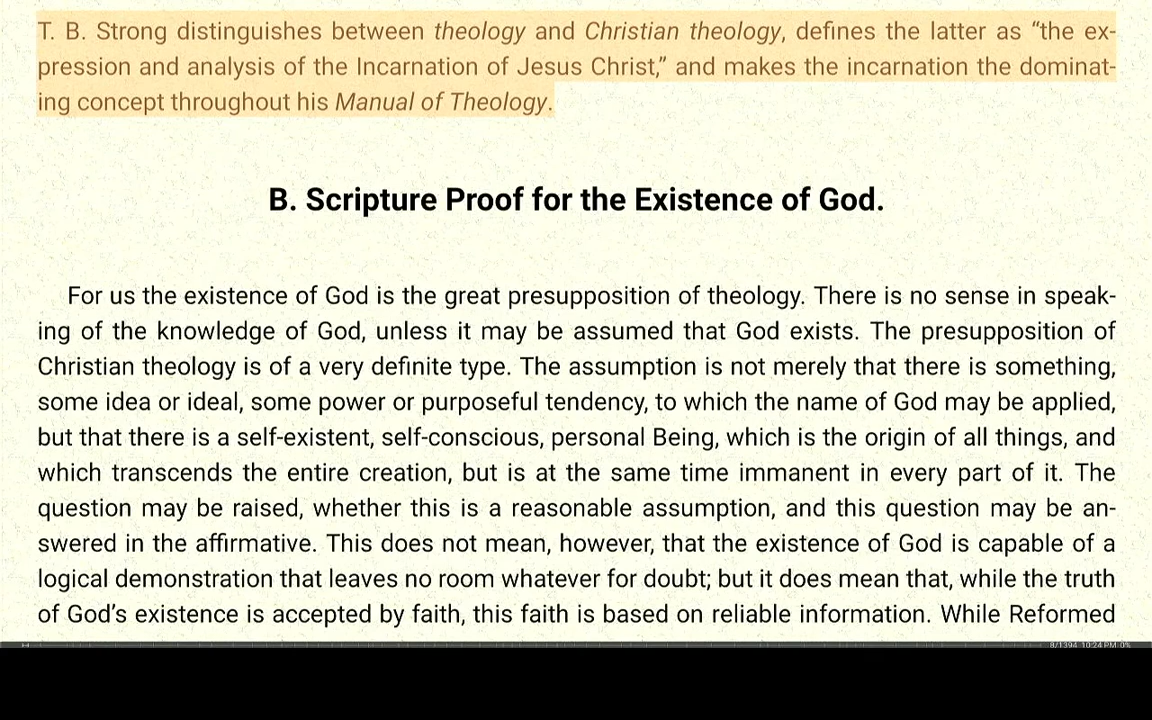 T. B. Strong distinguishes between theology and Christian theology, defines the latter as “the ex-
pression and analysis of the Incarnation of Jesus Christ,” and makes the incarnation the dominat-
ing concept throughout his Manual of Theology.
B. Scripture Proof for the Existence of God.
For us the existence of God is the great presupposition of theology. There is no sense in speak-
ing of the knowledge of God, unless it may be assumed that God exists. The presupposition of
Christian theology is of a very definite type. The assumption is not merely that there is something,
some idea or ideal, some power or purposeful tendency, to which the name of God may be applied,
but that there is a self-existent, self-conscious, personal Being, which is the origin of all things, and
which transcends the entire creation, but is at the same time immanent in every part of it. The
question may be raised, whether this is a reasonable assumption, and this question may be an-
swered in the affirmative. This does not mean, however, that the existence of God is capable of a
logical demonstration that leaves no room whatever for doubt; but it does mean that, while the truth
of God’s existence is accepted by faith, this faith is based on reliable information. While Reformed
8/1394 10:24 PM 0%